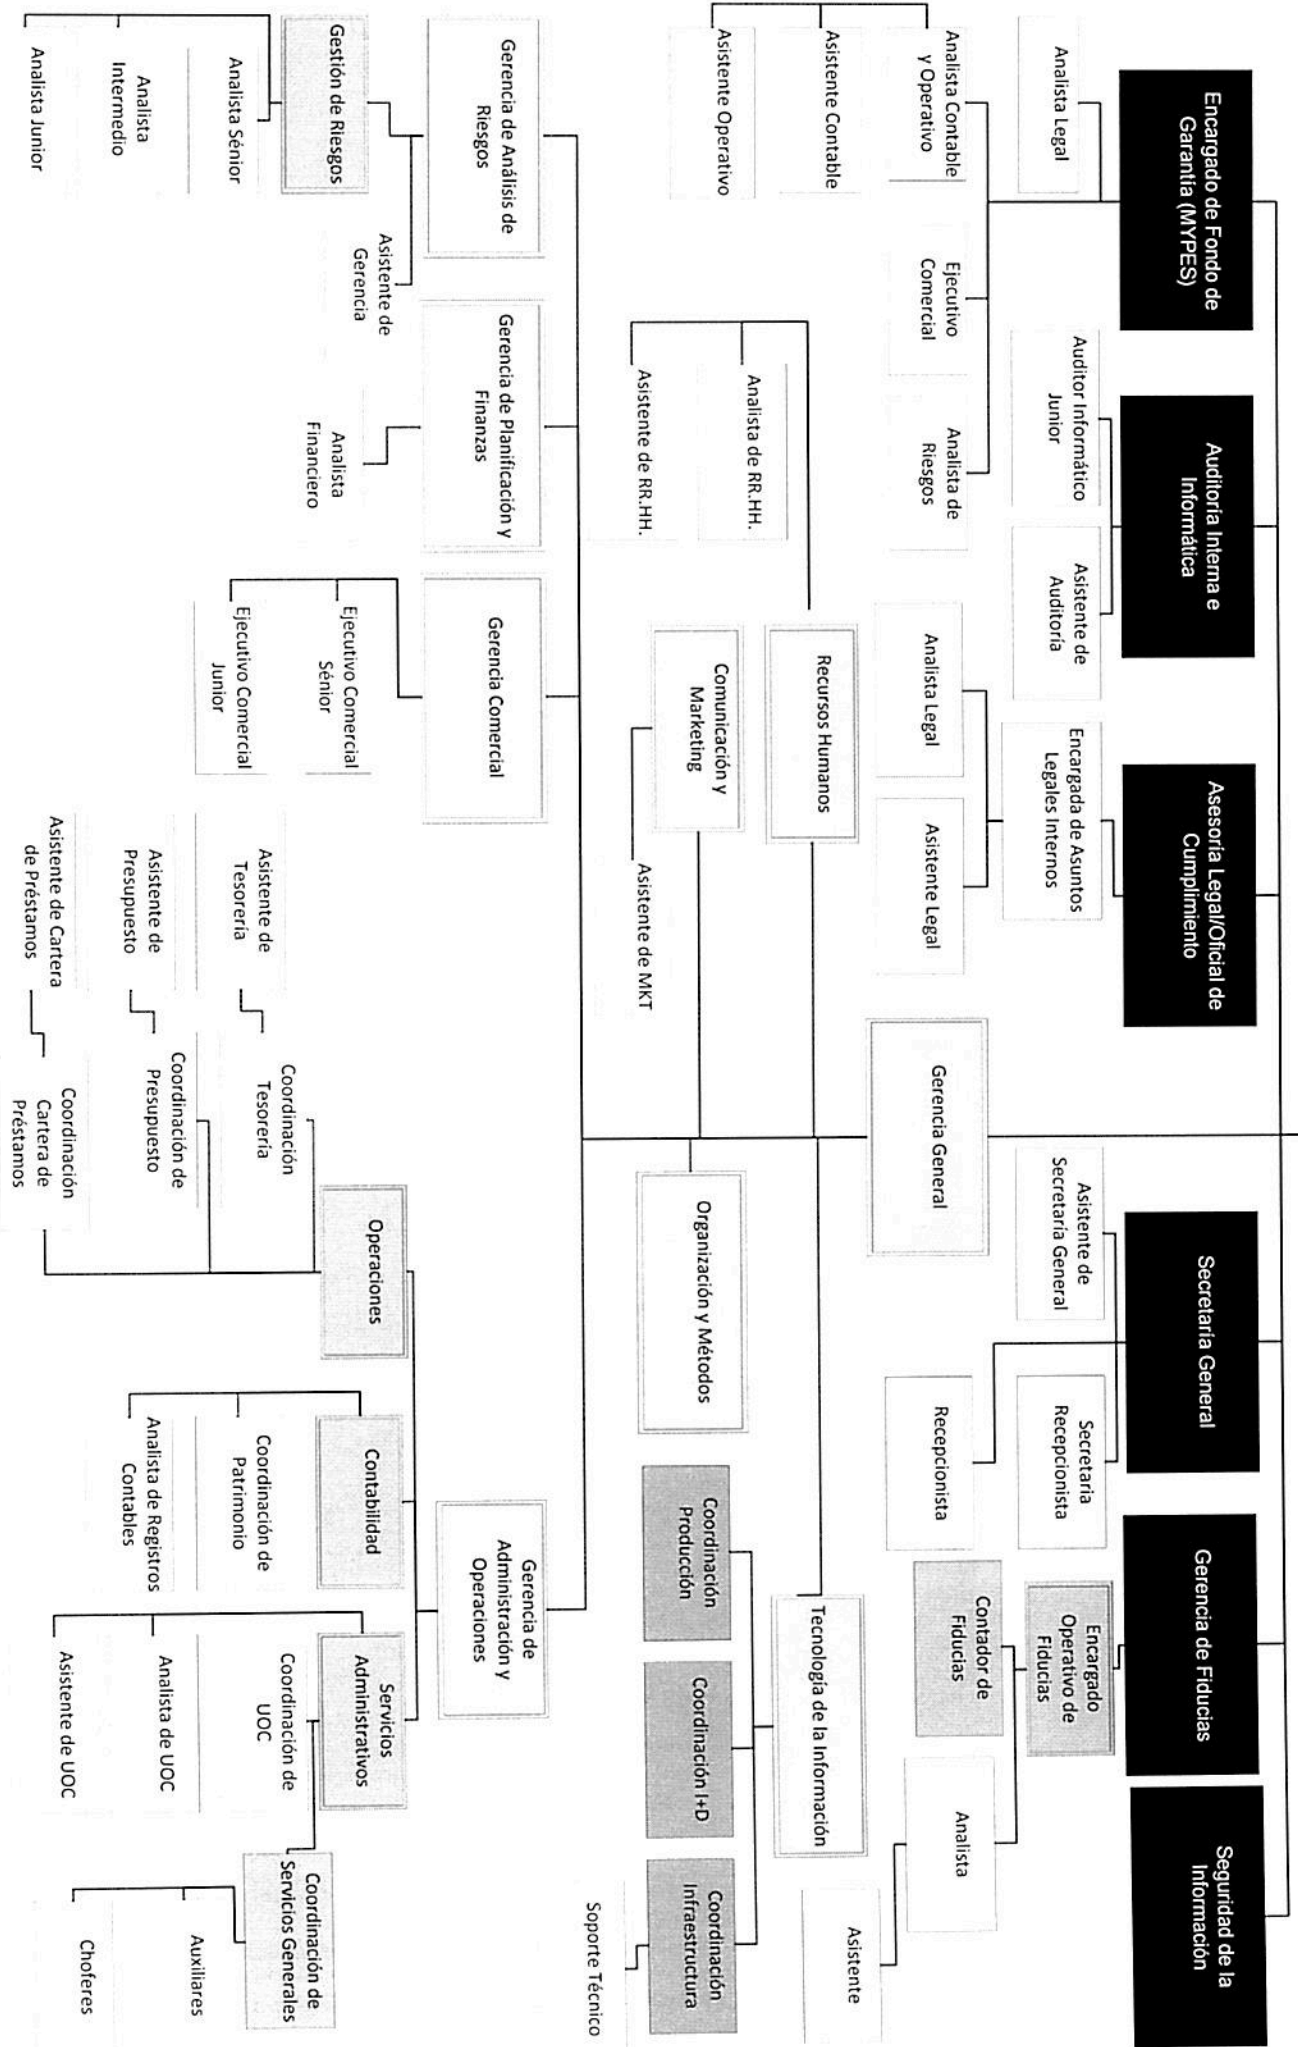 Encargado de Fondo de
Garantía (MYPES)
Auditoría Interna e
Informática
Asesoría Legal/Oficial de
Cumplimiento
Secretaría General
Gerencia de Fiducias
Seguridad de la
Información
Analista Legal
Auditor Informático
Junior
Asistente de
Auditoría
Encargada de Asuntos
Legales Internos
Asistente de
Secretaría General
Secretaria
Recepcionista
Encargado
Operativo de
Fiducias
Analista Contable
y Operativo
Ejecutivo
Comercial
Analista de
Riesgos
Analista Legal
Asistente Legal
Gerencia General
Recepcionista
Contador de
Fiducias
Analista
Asistente
Asistente Contable
Asistente Operativo
Recursos Humanos
Analista de RR.HH.
Asistente de RR.HH.
Comunicación y
Marketing
Asistente de MKT
Organización y Métodos
Tecnología de la Información
Coordinación
Producción
Coordinación I+D
Coordinación
Infraestructura
Soporte Técnico
Gerencia de Análisis de
Riesgos
Gerencia de Planificación y
Finanzas
Gerencia Comercial
Gerencia de
Administración y
Operaciones
Gestión de Riesgos
Asistente de
Gerencia
Analista
Financiero
Ejecutivo Comercial
Sénior
Ejecutivo Comercial
Junior
Analista Sénior
Analista
Intermedio
Analista Junior
Operaciones
Contabilidad
Servicios
Administrativos
Asistente de
Tesorería
Coordinación
Tesorería
Asistente de
Presupuesto
Coordinación de
Presupuesto
Asistente de Cartera
de Préstamos
Coordinación
Cartera de
Préstamos
Coordinación de
Patrimonio
Analista de Registros
Contables
Coordinación de
UOC
Analista de UOC
Asistente de UOC
Coordinación de
Servicios Generales
Auxiliares
Choferes